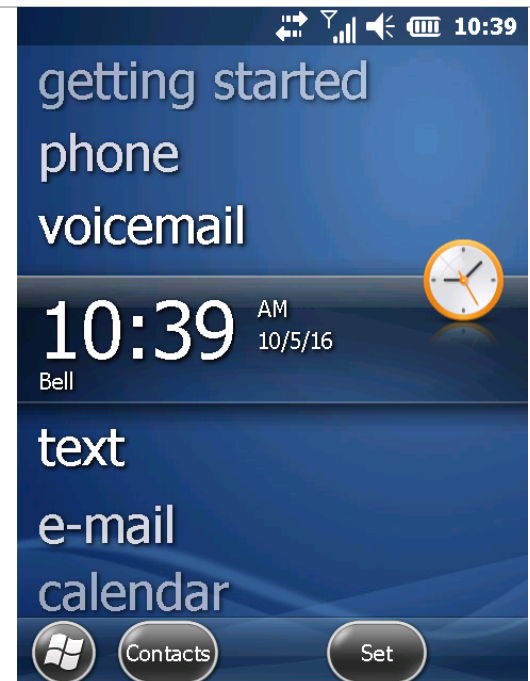 10:39
getting started
phone
voicemail
10:39 AM
10/5/16
Bell
text
e-mail
calendar
Contacts Set